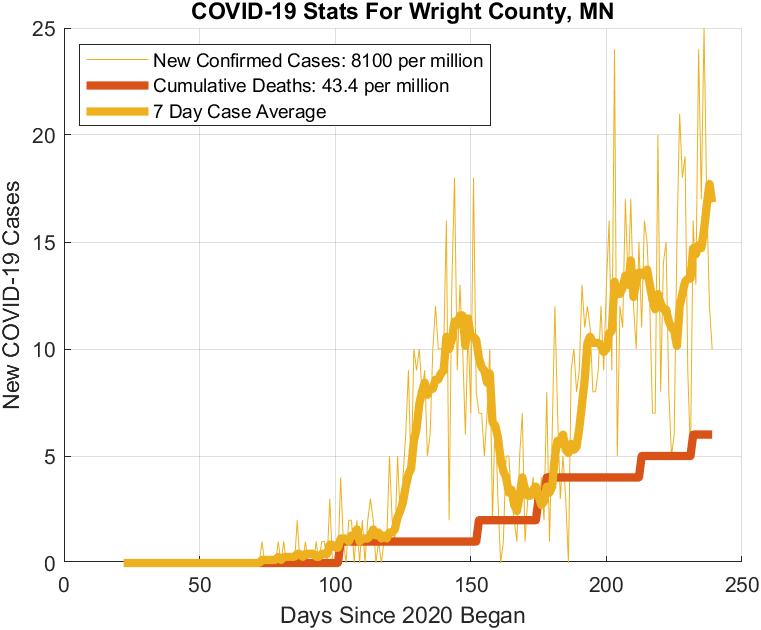 COVID-19 Stats For Wright County, MN
New Confirmed Cases: 8100 per million
Cumulative Deaths: 43.4 per million
7 Day Case Average
New COVID-19 Cases
25
20
15
10
5
0
0 50 100 150 200 250
Days Since 2020 Began